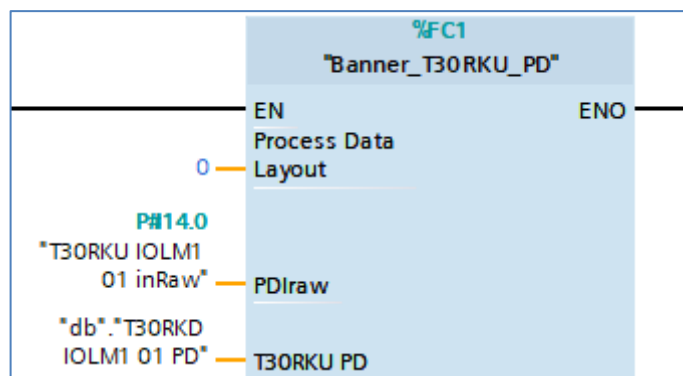 %FC1
"Banner_T30RKU_PD"
EN
ENO
Process Data
0
Layout
P#I14.0
"T30RKU IOLM1
01 inRaw"
PDIraw
"db"."T30RKD
IOLM1 01 PD"
T30RKU PD